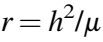 r = h²/μ